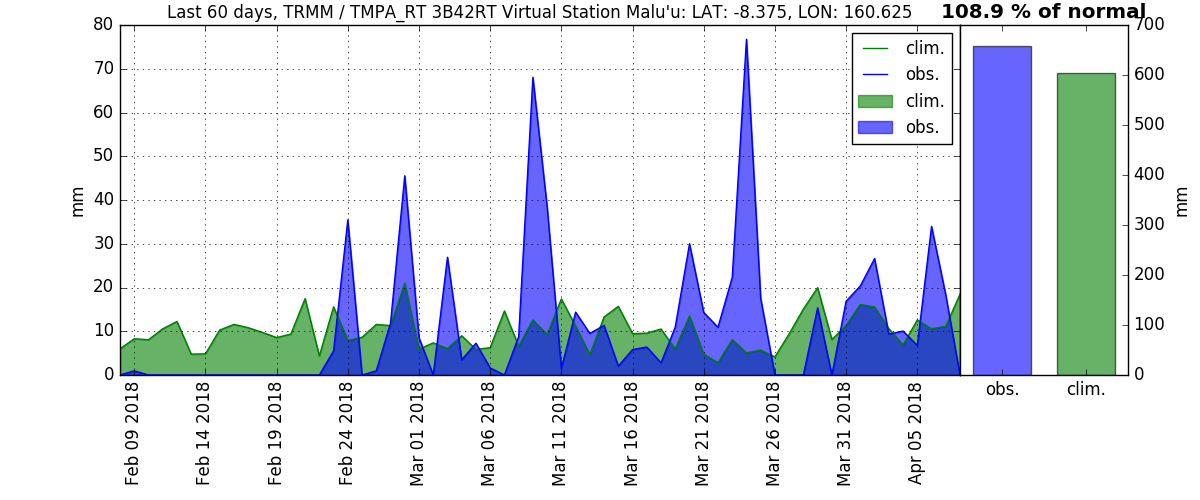 Last 60 days, TRMM / TMPA_RT 3B42RT Virtual Station Malu'u: LAT: -8.375, LON: 160.625
108.9 % of normal
80
70
60
50
40
30
20
10
0
mm
clim.
obs.
clim.
obs.
700
600
500
400
300
200
100
0
mm
Feb 09 2018
Feb 14 2018
Feb 19 2018
Feb 24 2018
Mar 01 2018
Mar 06 2018
Mar 11 2018
Mar 16 2018
Mar 21 2018
Mar 26 2018
Mar 31 2018
Apr 05 2018
obs.
clim.